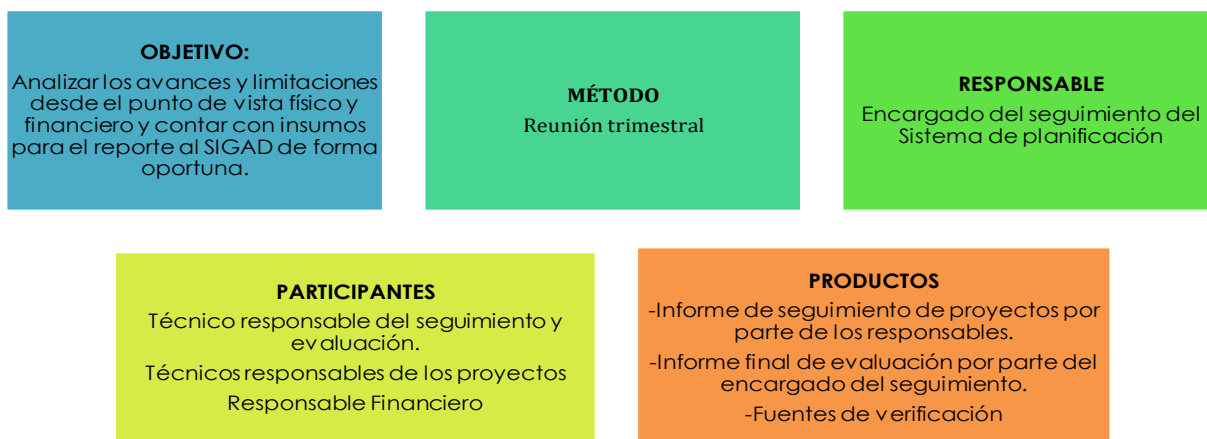 OBJETIVO:
Analizar los avances y limitaciones
desde el punto de vista físico y
financiero y contar con insumos
para el reporte al SIGAD de forma
oportuna.
MÉTODO
Reunión trimestral
RESPONSABLE
Encargado del seguimiento del
Sistema de planificación
PARTICIPANTES
Técnico responsable del seguimiento y
evaluación.
Técnicos responsables de los proyectos
Responsable Financiero
PRODUCTOS
-Informe de seguimiento de proyectos por
parte de los responsables.
-Informe final de evaluación por parte del
encargado del seguimiento.
-Fuentes de verificación